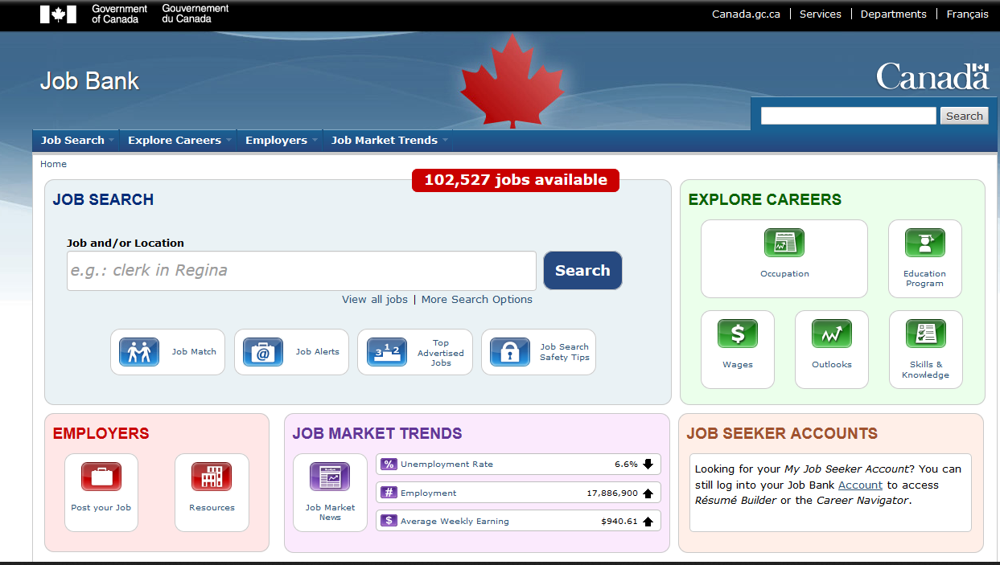 Government of Canada
Gouvernement du Canada
Canada.gc.ca
Services
Departments
Français
Job Bank
Canada
Search
Job Search
Explore Careers
Employers
Job Market Trends
Home
102,527 jobs available
JOB SEARCH
Job and/or Location
e.g.: clerk in Regina
Search
View all jobs | More Search Options
Job Match
Job Alerts
1 2 3
Top
Advertised
Jobs
Job Search
Safety Tips
EXPLORE CAREERS
Occupation
Education
Program
$
Wages
Outlooks
Skills &
Knowledge
EMPLOYERS
Post your Job
Resources
JOB MARKET TRENDS
Job Market
News
% Unemployment Rate 6.6%
# Employment 17,886,900
$ Average Weekly Earning $940.61
JOB SEEKER ACCOUNTS
Looking for your My Job Seeker Account? You can
still log into your Job Bank Account to access
Résumé Builder or the Career Navigator.